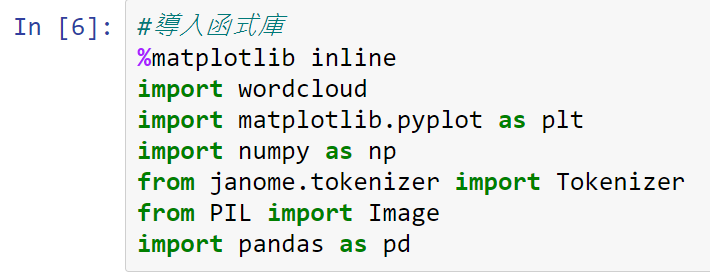 In [6]: #導入函式庫
%matplotlib inline
import wordcloud
import matplotlib.pyplot as plt
import numpy as np
from janome.tokenizer import Tokenizer
from PIL import Image
import pandas as pd